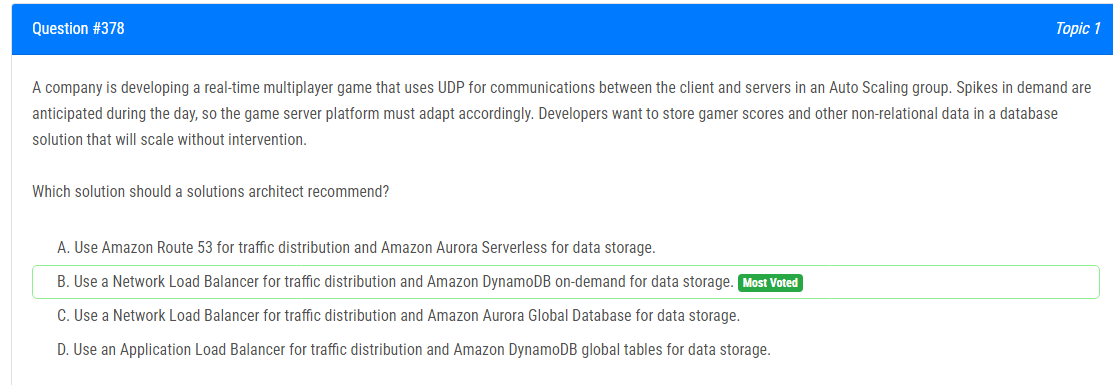 Question #378
Topic 1
A company is developing a real-time multiplayer game that uses UDP for communications between the client and servers in an Auto Scaling group. Spikes in demand are
anticipated during the day, so the game server platform must adapt accordingly. Developers want to store gamer scores and other non-relational data in a database
solution that will scale without intervention.
Which solution should a solutions architect recommend?
A. Use Amazon Route 53 for traffic distribution and Amazon Aurora Serverless for data storage.
B. Use a Network Load Balancer for traffic distribution and Amazon DynamoDB on-demand for data storage. Most Voted
C. Use a Network Load Balancer for traffic distribution and Amazon Aurora Global Database for data storage.
D. Use an Application Load Balancer for traffic distribution and Amazon DynamoDB global tables for data storage.